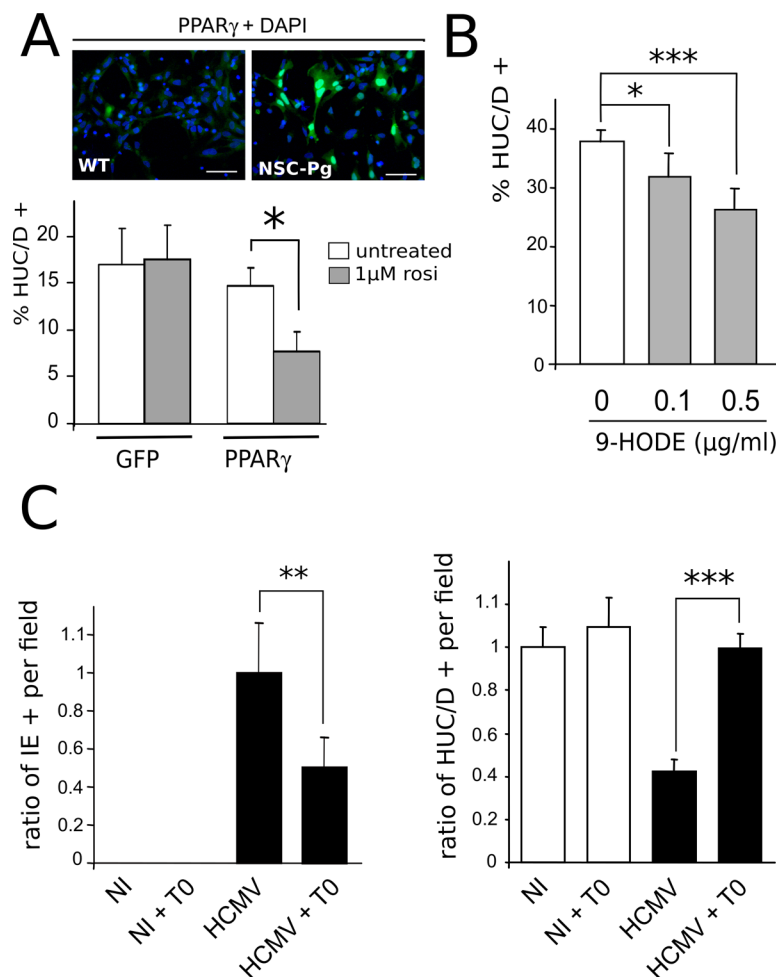 A
PPARγ + DAPI
WT
NSC-Pg
% HUC/D +
20
15
10
5
0
*
untreated
1µM rosi
GFP
PPARγ
B
% HUC/D +
40
30
20
0
*
***
0
0.1
0.5
9-HODE (µg/ml)
C
ratio of IE + per field
1.1
1
0.8
0.6
0.4
0.2
0
**
NI
NI + T0
HCMV
HCMV + T0
ratio of HUC/D + per field
1.1
1
0.8
0.6
0.4
0.2
0
***
NI
NI + T0
HCMV
HCMV + T0